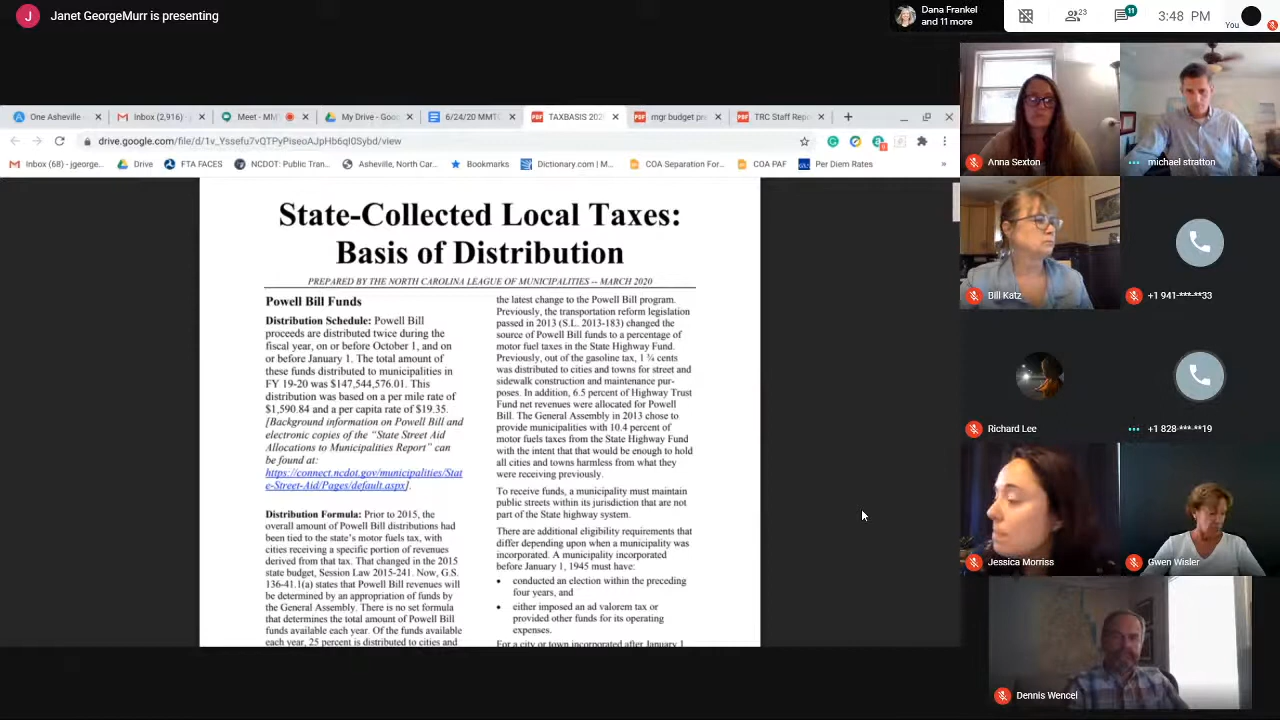 Janet GeorgeMurr is presenting
Dana Frankel
and 11 more
23
11
3:48 PM
You
One Asheville
Inbox (2,916)
Meet - MM
My Drive - Goo
6/24/20 MMTC
TAXBASIS 202
mgr budget pr
TRC Staff Repo
drive.google.com/file/d/1v_Yssefu7vQTPyPiseoAJpHb6qI0Sybd/view
Inbox (68) - jgeorge...
Drive
FTA FACES
NCDOT: Public Tran...
Asheville, North Car...
Bookmarks
Dictionary.com | M...
COA Separation For...
COA PAF
Per Diem Rates
»
State-Collected Local Taxes:
Basis of Distribution
PREPARED BY THE NORTH CAROLINA LEAGUE OF MUNICIPALITIES -- MARCH 2020
Powell Bill Funds
Distribution Schedule: Powell Bill
proceeds are distributed twice during the
fiscal year, on or before October 1, and on
or before January 1. The total amount of
these funds distributed to municipalities in
FY 19-20 was $147,544,576.01. This
distribution was based on a per mile rate of
$1,590.84 and a per capita rate of $19.35.
[Background information on Powell Bill and
electronic copies of the “State Street Aid
Allocations to Municipalities Report” can
be found at:
https://connect.ncdot.gov/municipalities/Stat
e-Street-Aid/Pages/default.aspx].
Distribution Formula: Prior to 2015, the
overall amount of Powell Bill distributions had
been tied to the state’s motor fuels tax, with
cities receiving a specific portion of revenues
derived from that tax. That changed in the 2015
state budget, Session Law 2015-241. Now, G.S.
136-41.1(a) states that Powell Bill revenues will
be determined by an appropriation of funds by
the General Assembly. There is no set formula
that determines the total amount of Powell Bill
funds available each year. Of the funds available
each year, 25 percent is distributed to cities and
the latest change to the Powell Bill program.
Previously, the transportation reform legislation
passed in 2013 (S.L. 2013-183) changed the
source of Powell Bill funds to a percentage of
motor fuel taxes in the State Highway Fund.
Previously, out of the gasoline tax, 1 ¾ cents
was distributed to cities and towns for street and
sidewalk construction and maintenance pur-
poses. In addition, 6.5 percent of Highway Trust
Fund net revenues were allocated for Powell
Bill. The General Assembly in 2013 chose to
provide municipalities with 10.4 percent of
motor fuels taxes from the State Highway Fund
with the intent that that would be enough to hold
all cities and towns harmless from what they
were receiving previously.
To receive funds, a municipality must maintain
public streets within its jurisdiction that are not
part of the State highway system.
There are additional eligibility requirements that
differ depending upon when a municipality was
incorporated. A municipality incorporated
before January 1, 1945 must have:
• conducted an election within the preceding
four years, and
• either imposed an ad valorem tax or
provided other funds for its operating
expenses.
For a city or town incorporated after January 1
Anna Sexton
michael stratton
Bill Katz
+1 941-***-**33
Richard Lee
+1 828-***-**19
Jessica Morriss
Gwen Wisler
Dennis Wencel